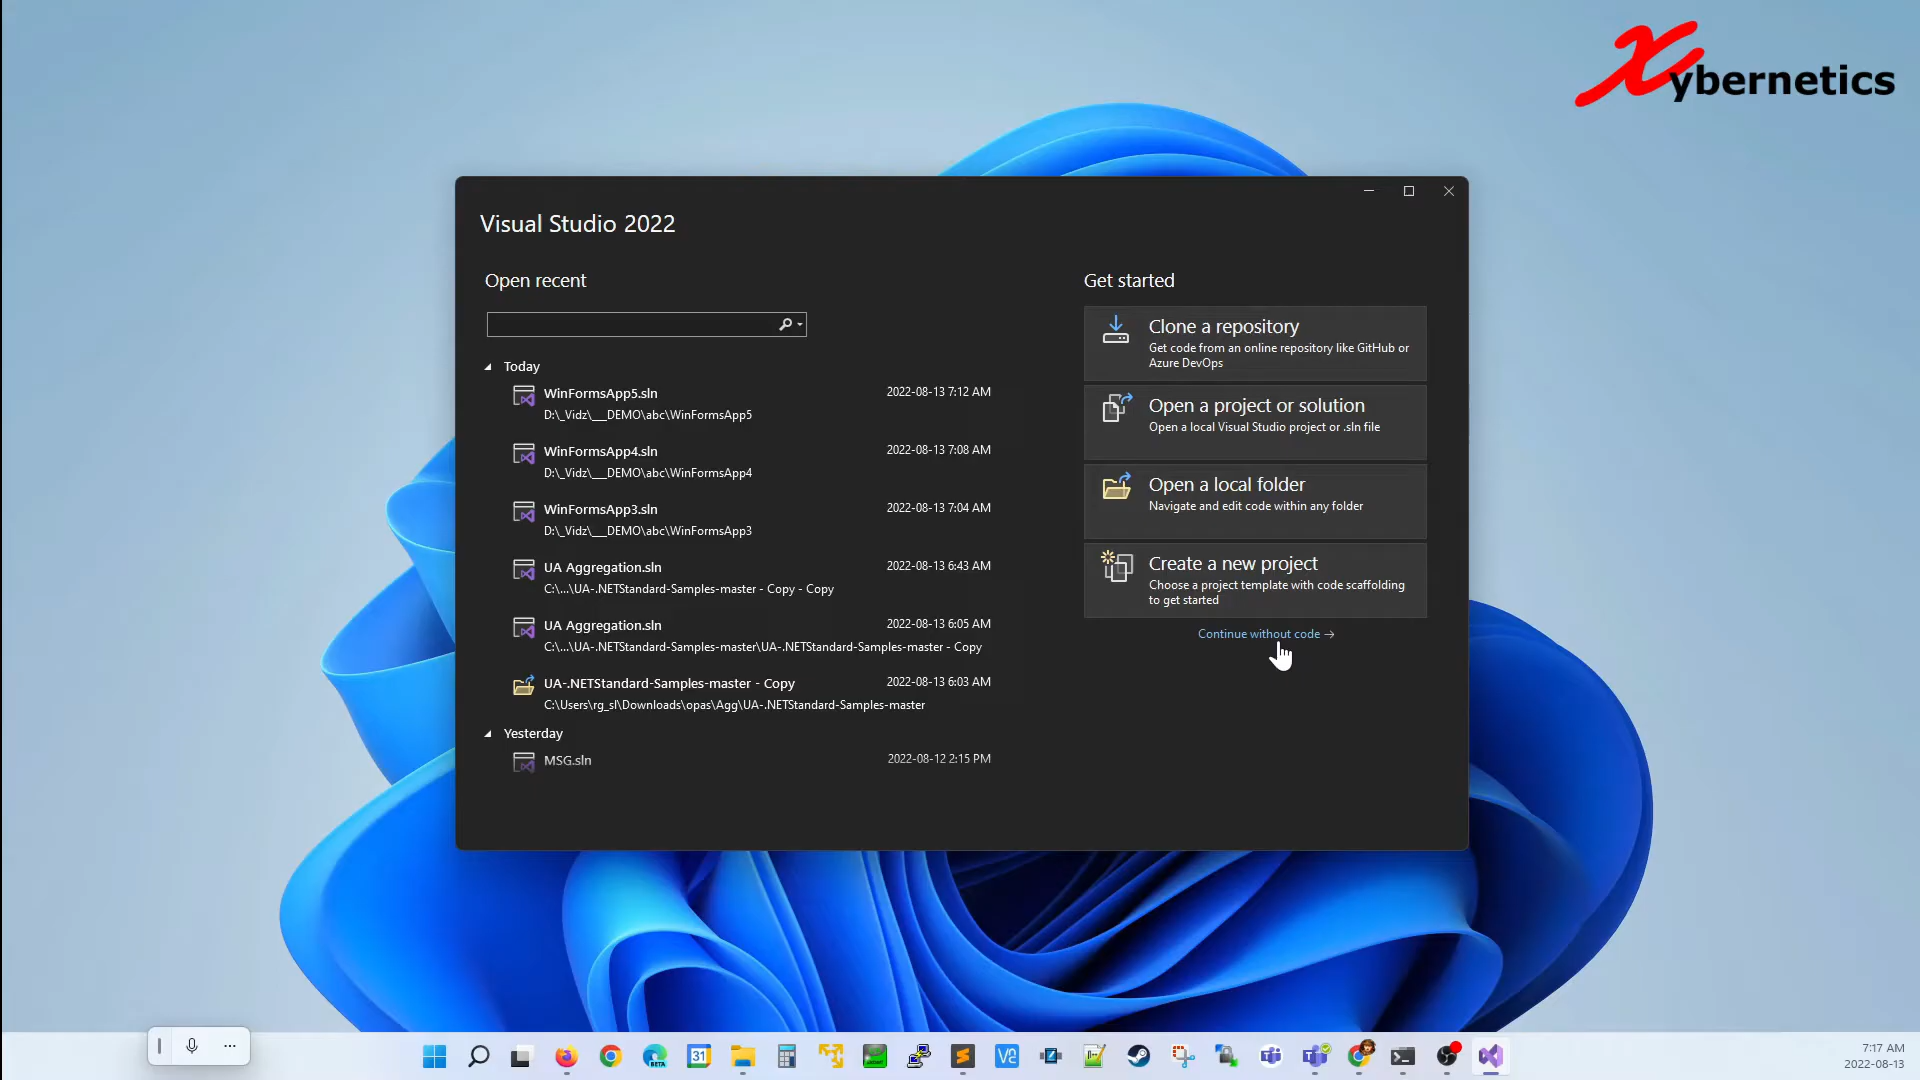 Xybernetics
Visual Studio 2022
Open recent
Today
WinFormsApp5.sln
2022-08-13 7:12 AM
D:\_Vidz\___DEMO\abc\WinFormsApp5
WinFormsApp4.sln
2022-08-13 7:08 AM
D:\_Vidz\___DEMO\abc\WinFormsApp4
WinFormsApp3.sln
2022-08-13 7:04 AM
D:\_Vidz\___DEMO\abc\WinFormsApp3
UA Aggregation.sln
2022-08-13 6:43 AM
C:\...\UA-.NETStandard-Samples-master - Copy - Copy
UA Aggregation.sln
2022-08-13 6:05 AM
C:\...\UA-.NETStandard-Samples-master\UA-.NETStandard-Samples-master - Copy
UA-.NETStandard-Samples-master - Copy
2022-08-13 6:03 AM
C:\Users\rg_sl\Downloads\opas\Agg\UA-.NETStandard-Samples-master
Yesterday
MSG.sln
2022-08-12 2:15 PM
Get started
Clone a repository
Get code from an online repository like GitHub or
Azure DevOps
Open a project or solution
Open a local Visual Studio project or .sln file
Open a local folder
Navigate and edit code within any folder
Create a new project
Choose a project template with code scaffolding
to get started
Continue without code →
BETA
31
7:17 AM
2022-08-13